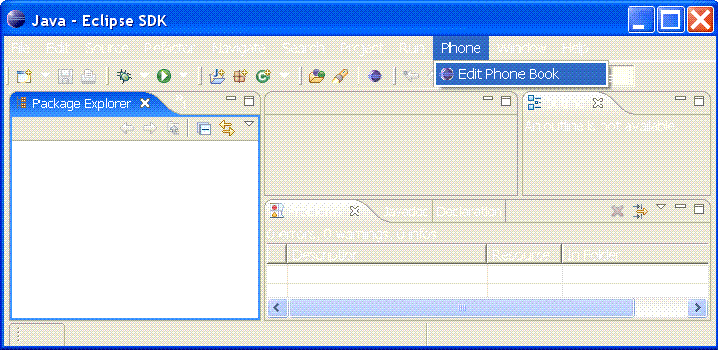 Java - Eclipse SDK
File Edit Source Refactor Navigate Search Project Run Phone Window Help
Edit Phone Book
Package Explorer
An outline is not available.
Problems Javadoc Declaration
0 errors, 0 warnings, 0 infos
Description Resource In Folder